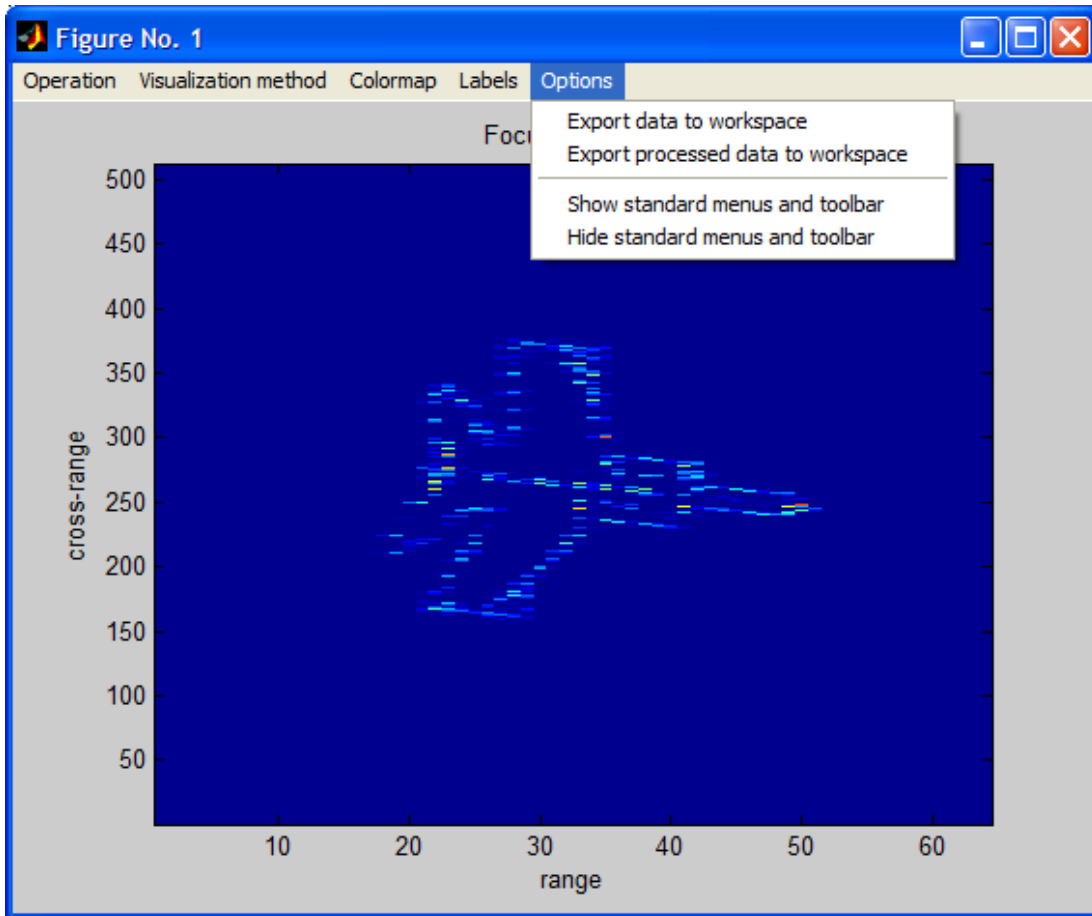 Figure No. 1
Operation Visualization method Colormap Labels Options
Export data to workspace
Export processed data to workspace
Show standard menus and toolbar
Hide standard menus and toolbar
500
450
400
350
300
250
200
150
100
50
cross-range
10 20 30 40 50 60
range